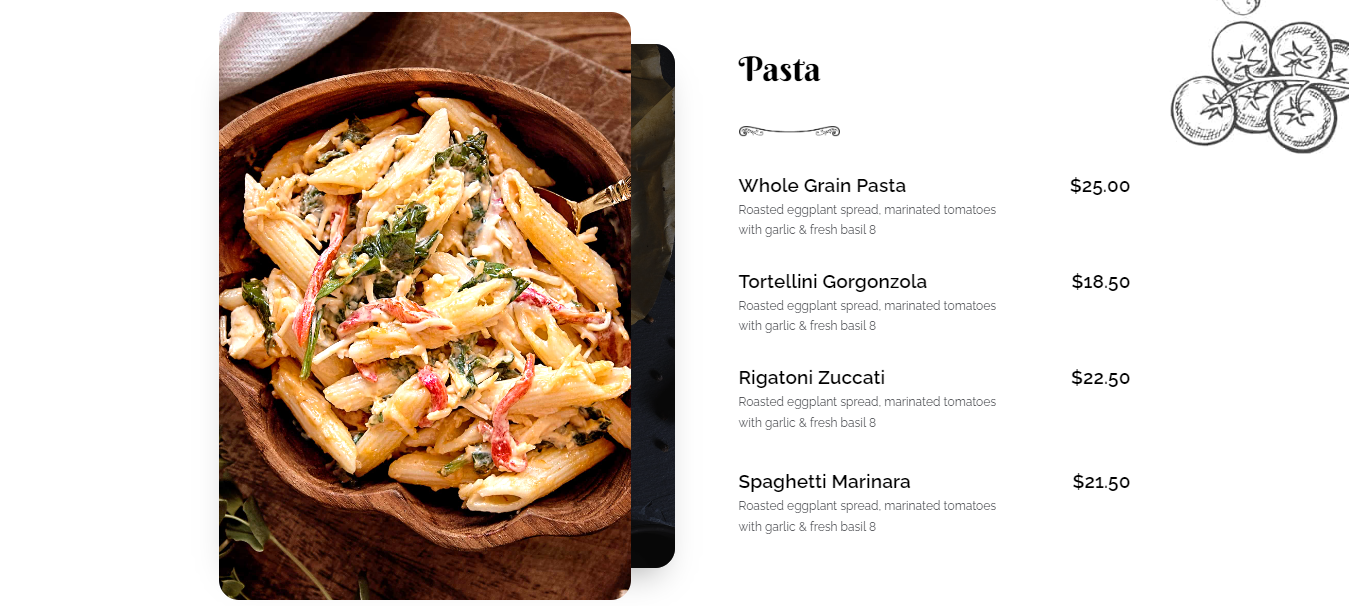 Pasta
Whole Grain Pasta $25.00
Roasted eggplant spread, marinated tomatoes
with garlic & fresh basil 8
Tortellini Gorgonzola $18.50
Roasted eggplant spread, marinated tomatoes
with garlic & fresh basil 8
Rigatoni Zuccati $22.50
Roasted eggplant spread, marinated tomatoes
with garlic & fresh basil 8
Spaghetti Marinara $21.50
Roasted eggplant spread, marinated tomatoes
with garlic & fresh basil 8